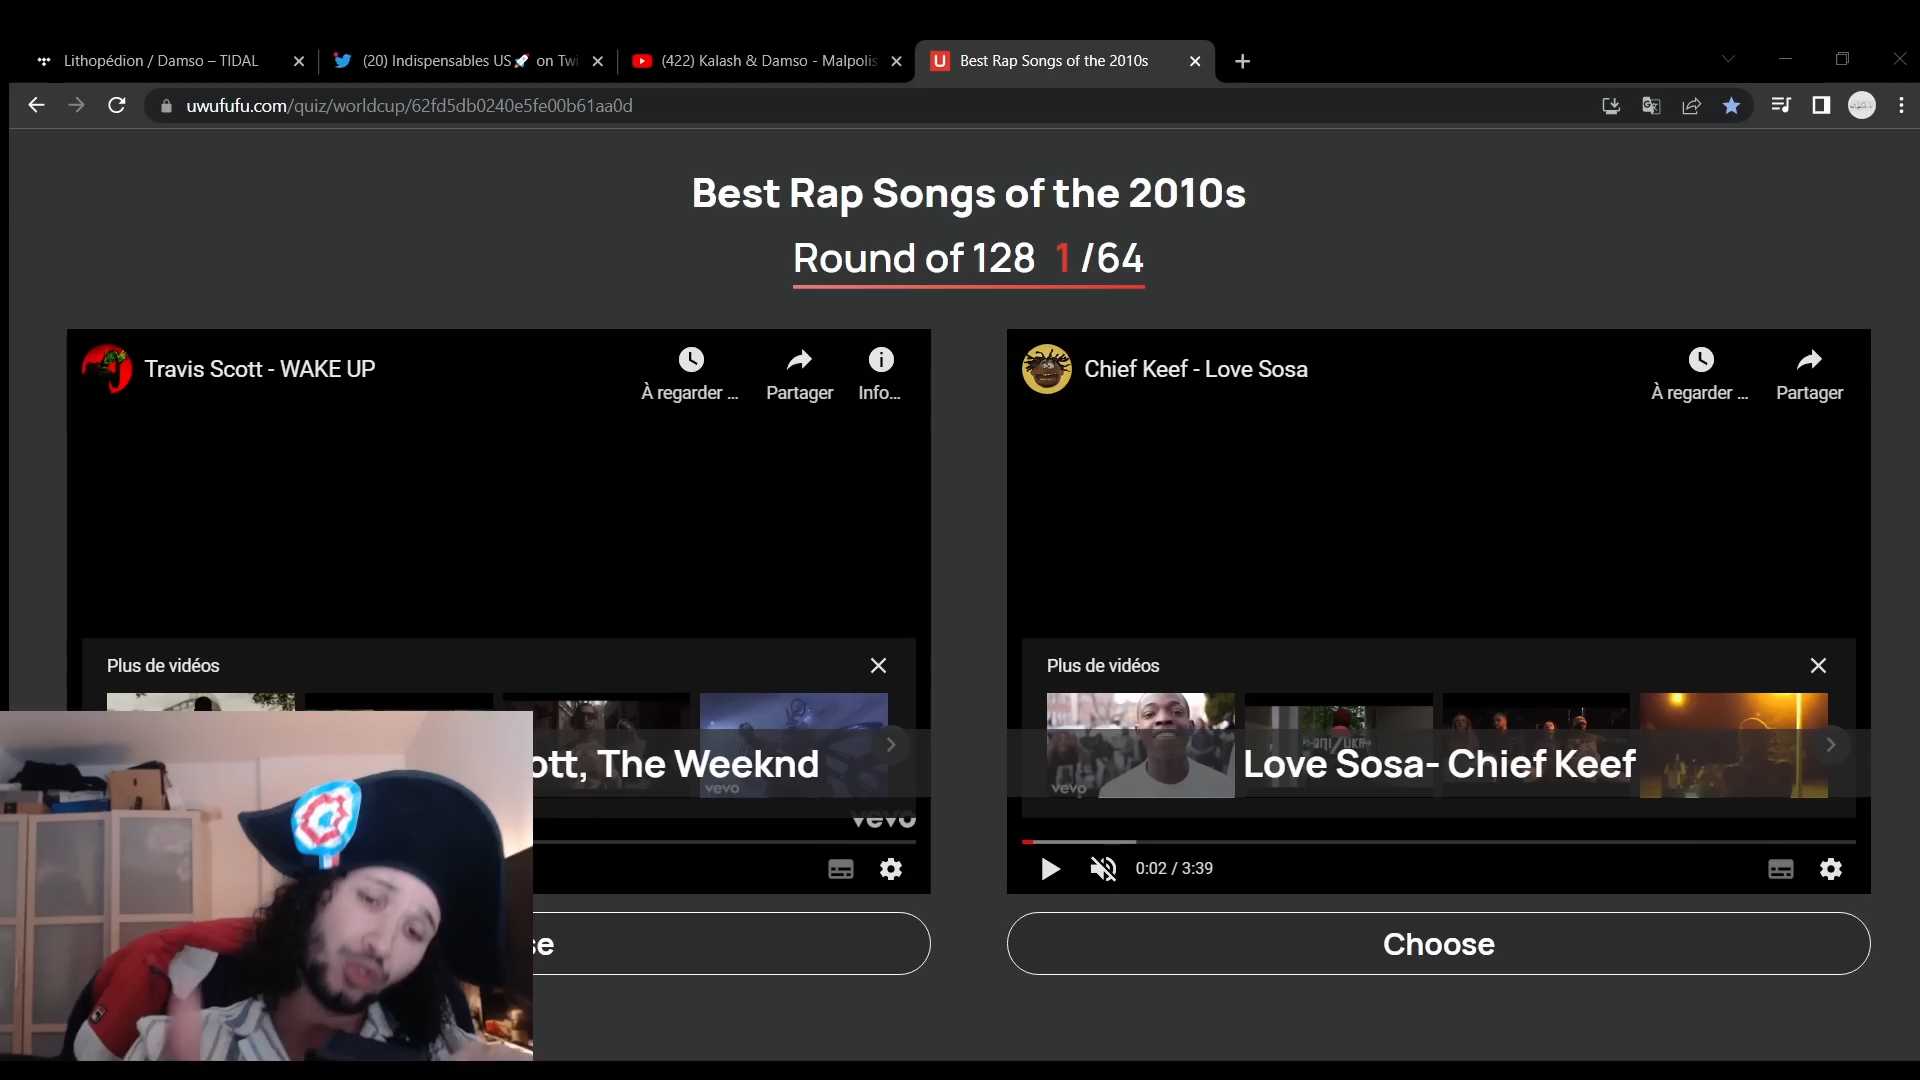 Lithopédion / Damso – TIDAL
(20) Indispensables US🚀 on Twi
(422) Kalash & Damso - Malpolis
U Best Rap Songs of the 2010s
uwufufu.com/quiz/worldcup/62fd5db0240e5fe00b61aa0d
Best Rap Songs of the 2010s
Round of 128 1 /64
Travis Scott - WAKE UP
À regarder ...
Partager
Info...
Chief Keef - Love Sosa
À regarder ...
Partager
Plus de vidéos
Plus de vidéos
ott, The Weeknd
vevo
vevo
Love Sosa- Chief Keef
vevo
0:02 / 3:39
se
Choose